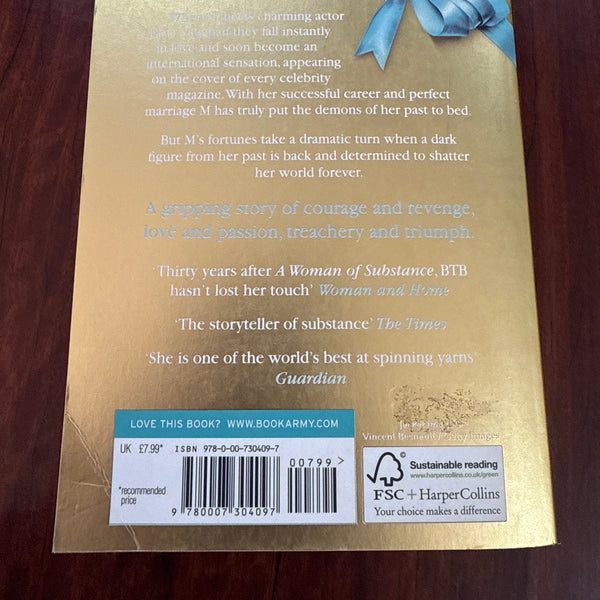 charming actor
they fall instantly
in love and soon become an
international sensation, appearing
on the cover of every celebrity
magazine. With her successful career and perfect
marriage M has truly put the demons of her past to bed.
But M's fortunes take a dramatic turn when a dark
figure from her past is back and determined to shatter
her world forever.
A gripping story of courage and revenge,
love and passion, treachery and triumph.
'Thirty years after A Woman of Substance, BTB
hasn't lost her touch' Woman and Home
'The storyteller of substance' The Times
'She is one of the world's best at spinning yarns'
Guardian
Vincent Besnault/Getty Images
LOVE THIS BOOK? WWW.BOOKARMY.COM
UK £7.99*
ISBN 978-0-00-730409-7
00799 >
*recommended
price
9 780007 304097
Sustainable reading
www.harpercollins.co.uk/green
FSC + HarperCollins
Your choice makes a difference